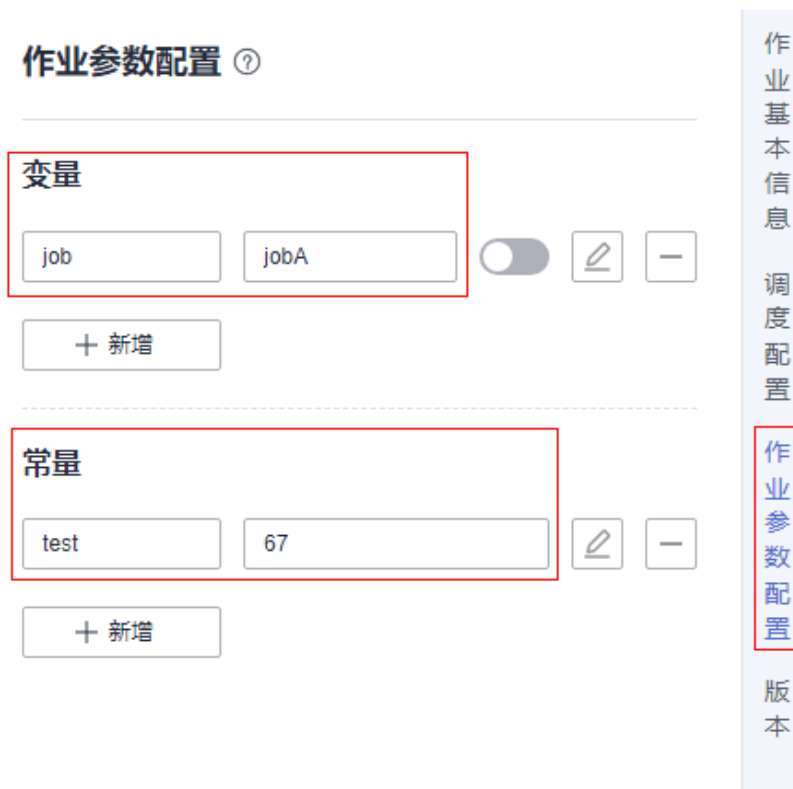 作业参数配置
变量
job
jobA
新增
常量
test
67
新增
作业基本信息
调度配置
作业参数配置
版本